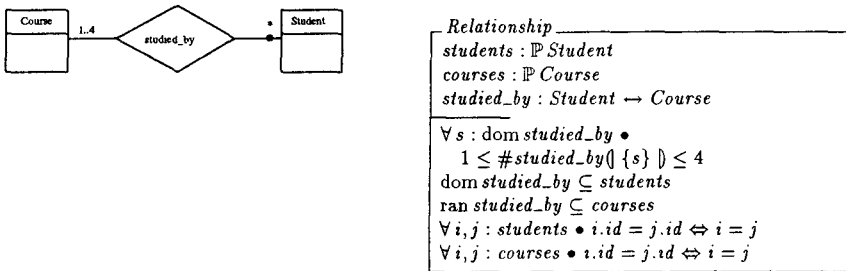 Course
1..4
studied_by
*
Student
Relationship
students : ℙ Student
courses : ℙ Course
studied_by : Student ↔ Course
∀ s : dom studied_by •
1 ≤ #studied_by⦇ {s} ⦈ ≤ 4
dom studied_by ⊆ students
ran studied_by ⊆ courses
∀ i, j : students • i.id = j.id ⇔ i = j
∀ i, j : courses • i.id = j.id ⇔ i = j